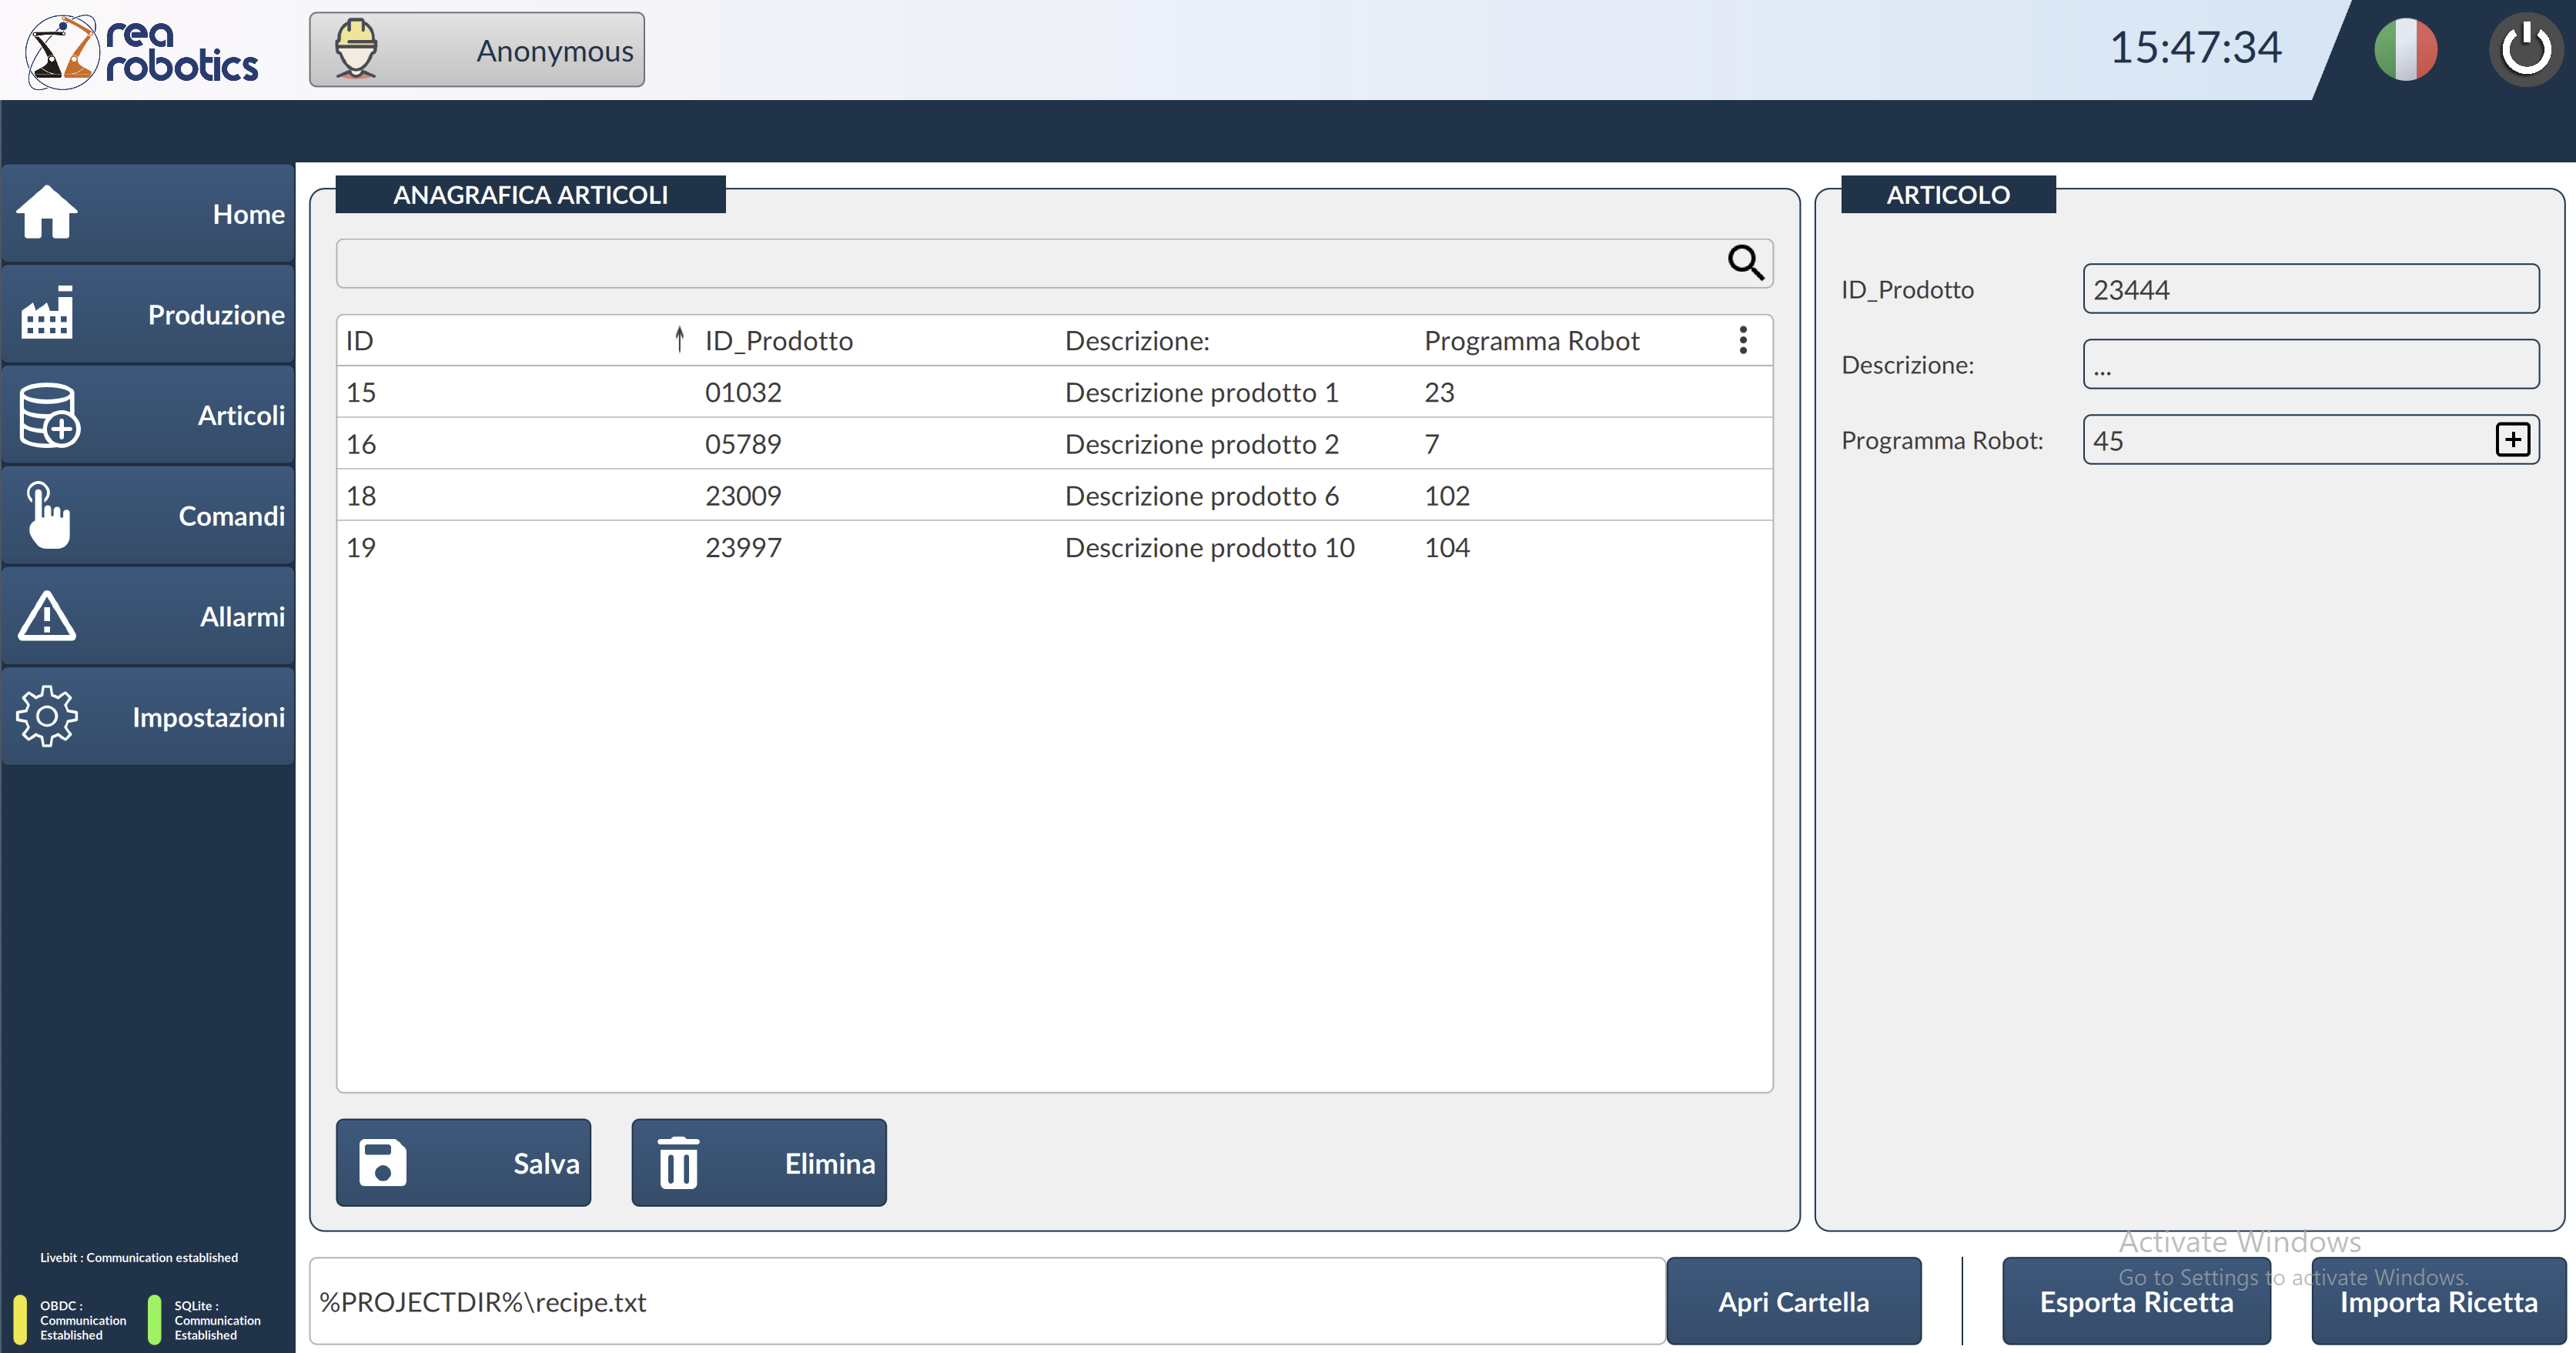 rea
robotics
Anonymous
15:47:34
Home
Produzione
Articoli
Comandi
Allarmi
Impostazioni
ANAGRAFICA ARTICOLI
ID ID_Prodotto Descrizione: Programma Robot
15 01032 Descrizione prodotto 1 23
16 05789 Descrizione prodotto 2 7
18 23009 Descrizione prodotto 6 102
19 23997 Descrizione prodotto 10 104
Salva Elimina
ARTICOLO
ID_Prodotto 23444
Descrizione: ...
Programma Robot: 45
Livebit : Communication established
OBDC :
Communication
Established
SQLite :
Communication
Established
%PROJECTDIR%\recipe.txt
Apri Cartella
Activate Windows
Go to Settings to activate Windows.
Esporta Ricetta
Importa Ricetta